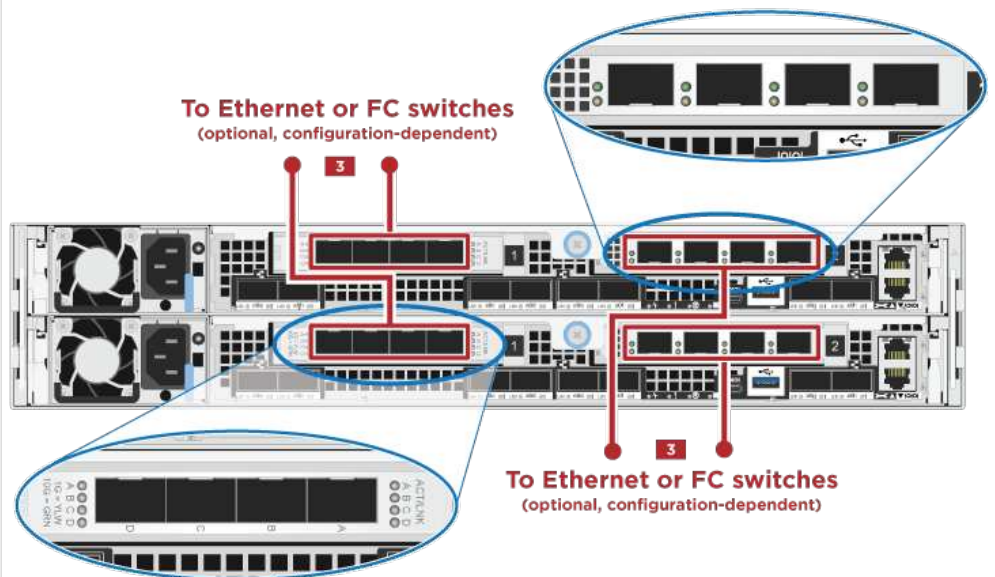 To Ethernet or FC switches
(optional, configuration-dependent)
3
1
1
2
3
To Ethernet or FC switches
(optional, configuration-dependent)
10G = GRN
1G = YLW
A B C D
D
C
B
A
A B C D
ACT/LNK